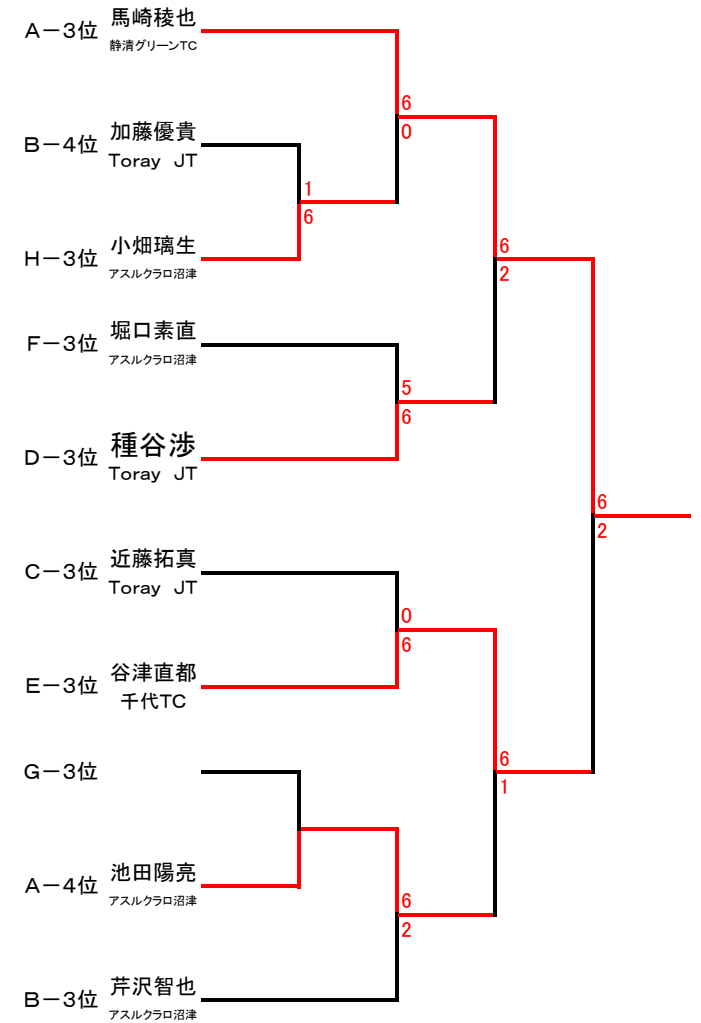 A－3位 馬崎稜也
静清グリーンTC
6
0
B－4位 加藤優貴
Toray JT
1
6
H－3位 小畑璃生
アスルクラロ沼津
6
2
F－3位 堀口素直
アスルクラロ沼津
5
6
D－3位 種谷渉
Toray JT
6
2
C－3位 近藤拓真
Toray JT
0
6
E－3位 谷津直都
千代TC
G－3位
6
1
A－4位 池田陽亮
アスルクラロ沼津
6
2
B－3位 芹沢智也
アスルクラロ沼津